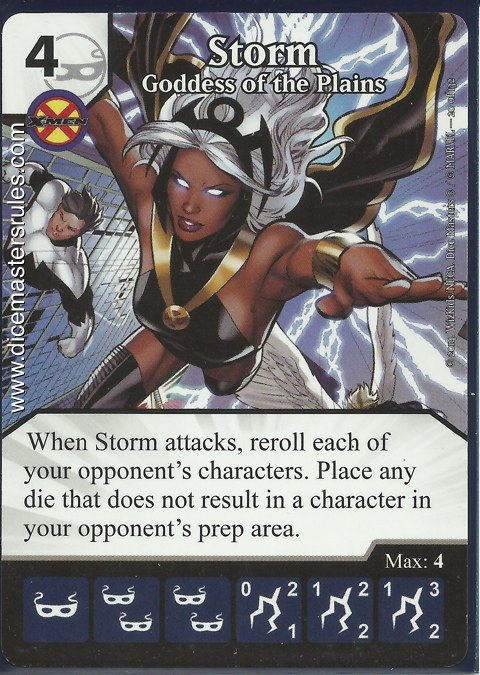 4
Storm
Goddess of the Plains
X-MEN
www.dicemastersrules.com
When Storm attacks, reroll each of
your opponent's characters. Place any
die that does not result in a character in
your opponent's prep area.
Max: 4
0 2 1
1 2 2
1 3 2